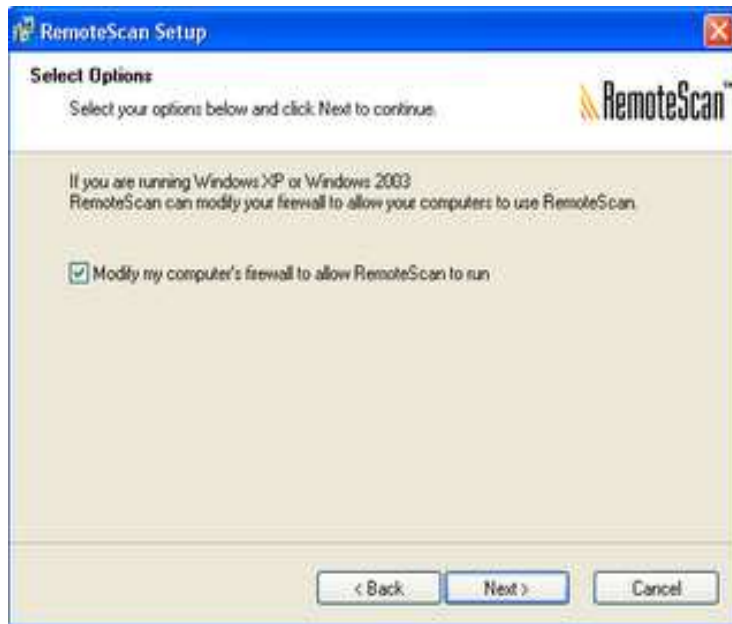 RemoteScan Setup
Select Options
Select your options below and click Next to continue.
RemoteScan™
If you are running Windows XP or Windows 2003
RemoteScan can modify your firewall to allow your computers to use RemoteScan.
Modify my computer's firewall to allow RemoteScan to run
< Back
Next >
Cancel